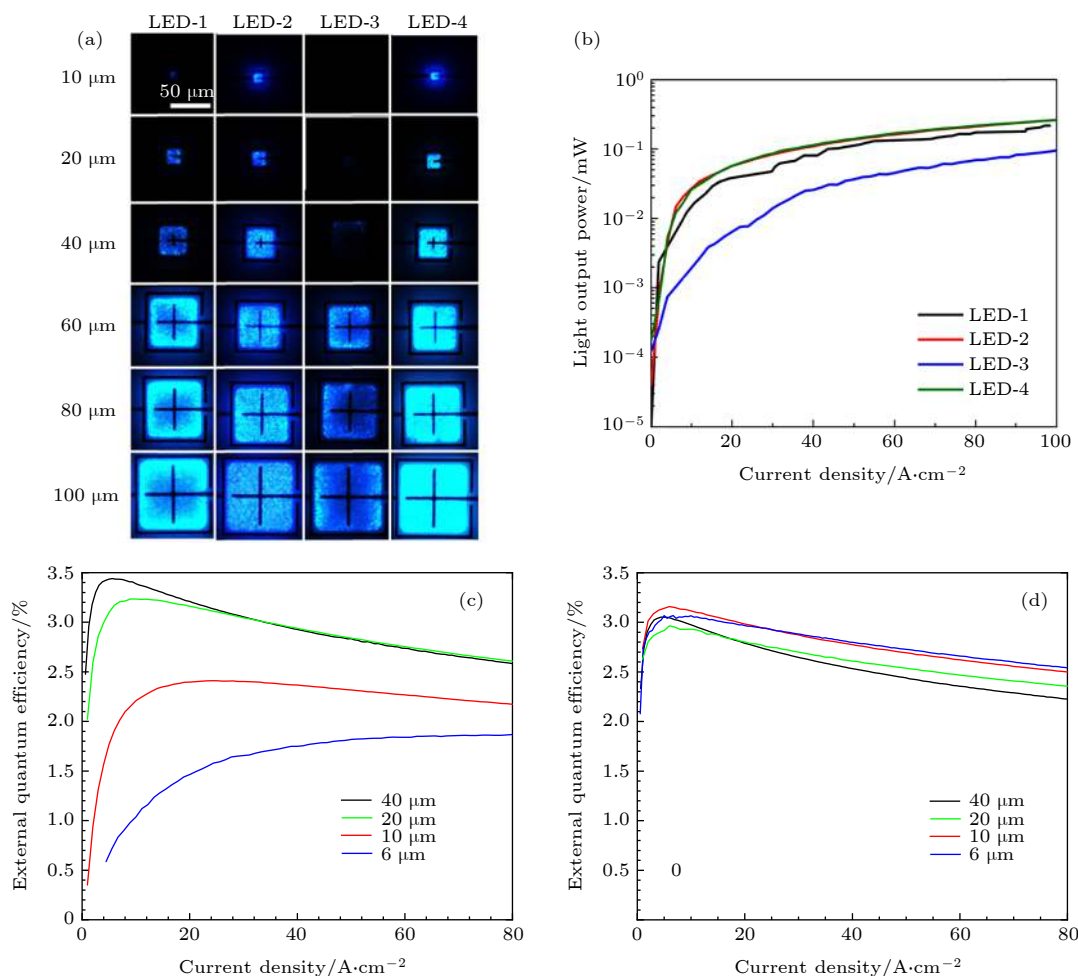 (a)
LED-1 LED-2 LED-3 LED-4
10 μm
50 μm
20 μm
40 μm
60 μm
80 μm
100 μm
(b)
10⁰
10⁻¹
10⁻²
10⁻³
10⁻⁴
10⁻⁵
Light output power/mW
LED-1
LED-2
LED-3
LED-4
0 20 40 60 80 100
Current density/A·cm⁻²
(c)
3.5
3.0
2.5
2.0
1.5
1.0
0.5
0
External quantum efficiency/%
40 μm
20 μm
10 μm
6 μm
0 20 40 60 80
Current density/A·cm⁻²
(d)
3.5
3.0
2.5
2.0
1.5
1.0
0.5
0
External quantum efficiency/%
40 μm
20 μm
10 μm
6 μm
0
0 20 40 60 80
Current density/A·cm⁻²